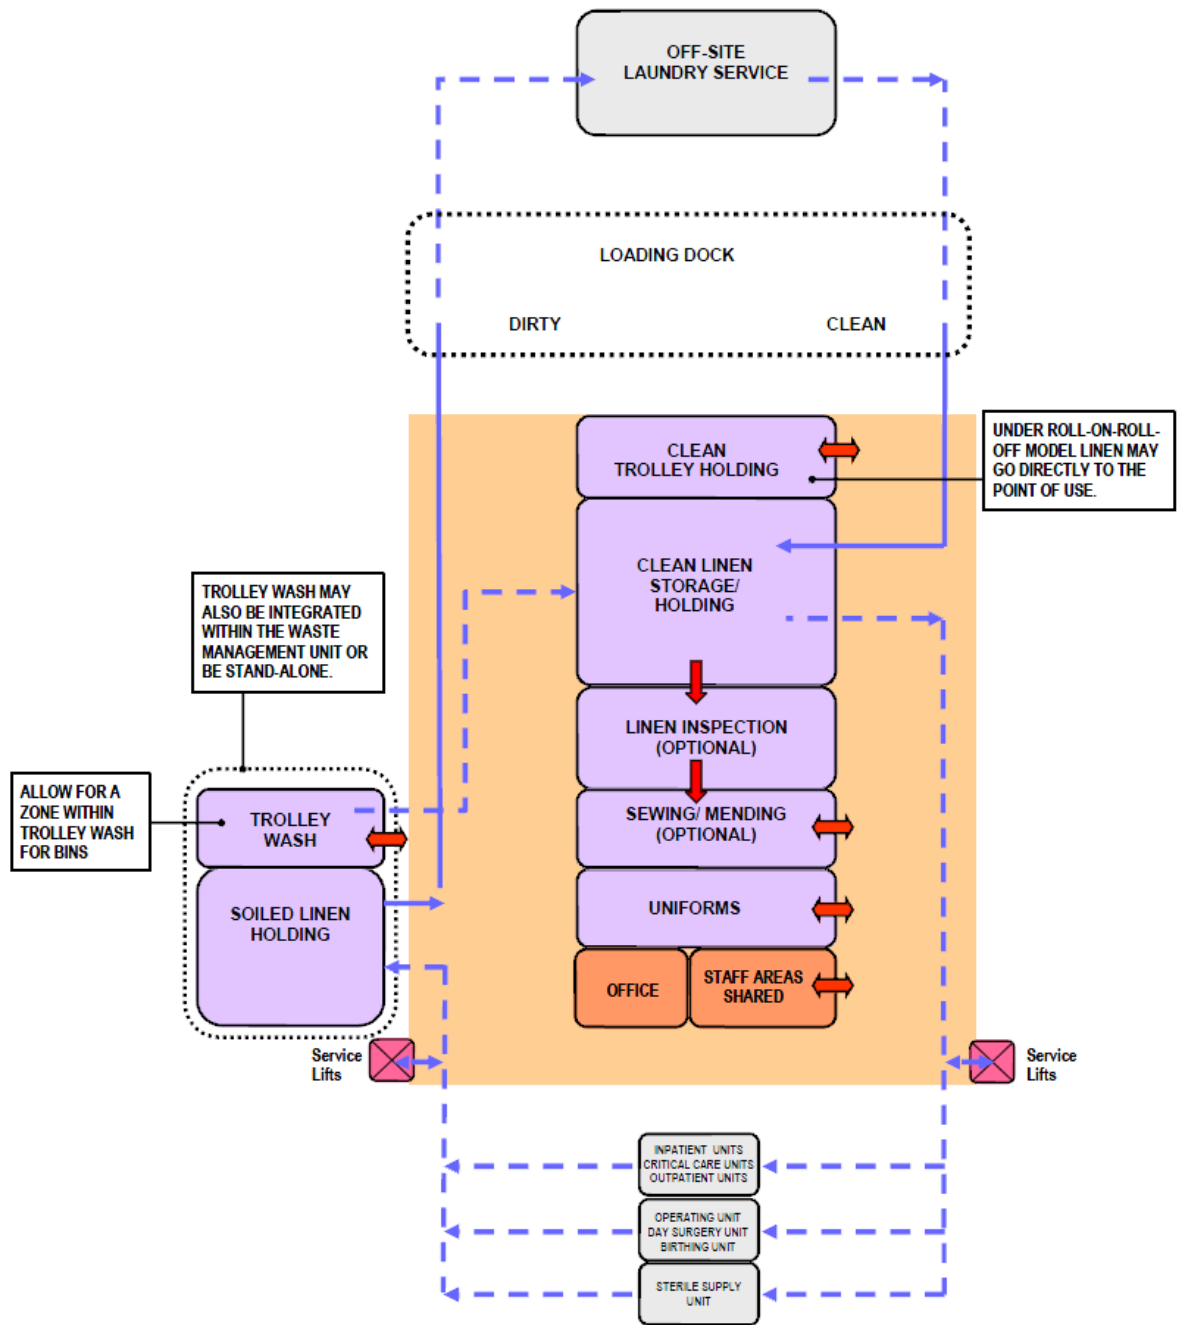 OFF-SITE
LAUNDRY SERVICE
LOADING DOCK
DIRTY
CLEAN
CLEAN
TROLLEY HOLDING
UNDER ROLL-ON-ROLL-
OFF MODEL LINEN MAY
GO DIRECTLY TO THE
POINT OF USE.
CLEAN LINEN
STORAGE/
HOLDING
TROLLEY WASH MAY
ALSO BE INTEGRATED
WITHIN THE WASTE
MANAGEMENT UNIT OR
BE STAND-ALONE.
LINEN INSPECTION
(OPTIONAL)
ALLOW FOR A
ZONE WITHIN
TROLLEY WASH
FOR BINS
TROLLEY
WASH
SEWING/ MENDING
(OPTIONAL)
SOILED LINEN
HOLDING
UNIFORMS
OFFICE
STAFF AREAS
SHARED
Service
Lifts
Service
Lifts
INPATIENT UNITS
CRITICAL CARE UNITS
OUTPATIENT UNITS
OPERATING UNIT
DAY SURGERY UNIT
BIRTHING UNIT
STERILE SUPPLY
UNIT